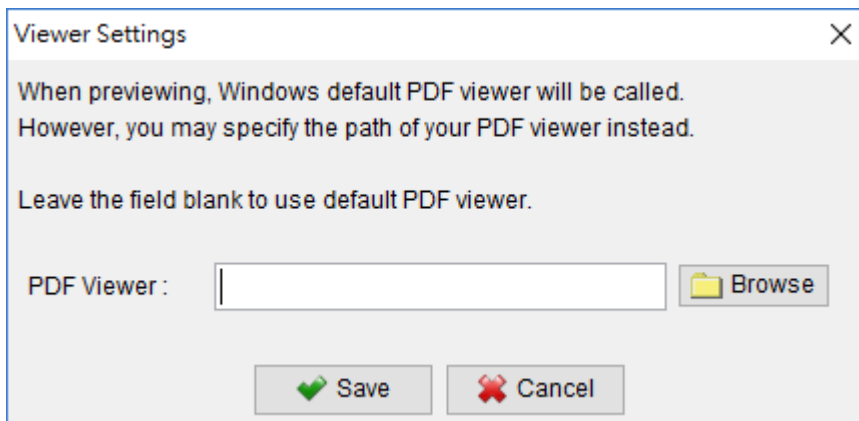 Viewer Settings
When previewing, Windows default PDF viewer will be called.
However, you may specify the path of your PDF viewer instead.
Leave the field blank to use default PDF viewer.
PDF Viewer : Browse
Save Cancel